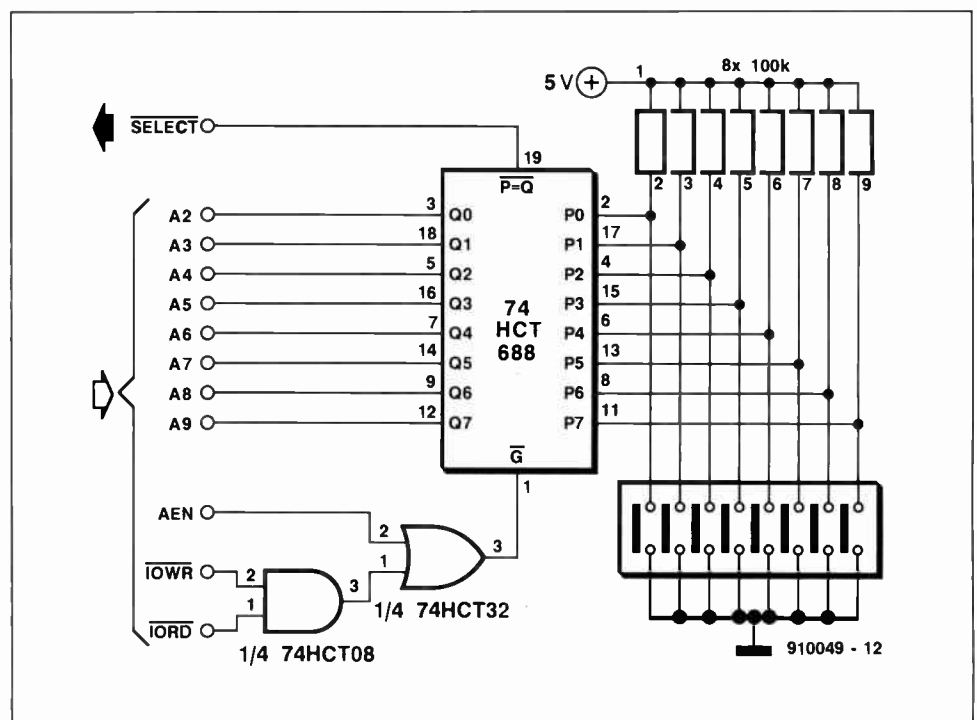 5 V + 1 8x 100k
2 3 4 5 6 7 8 9
SELECT 19
P=Q
A2 3 Q0 P0 2
A3 18 Q1 P1 17
A4 5 Q2 P2 4
A5 16 Q3 P3 15
A6 7 Q4 P4 6
A7 14 Q5 P5 13
A8 9 Q6 P6 8
A9 12 Q7 P7 11
74
HCT
688
G
1
AEN 2
1 3
IOWR 2
IORD 1 3
1/4 74HCT32
1/4 74HCT08
910049 - 12